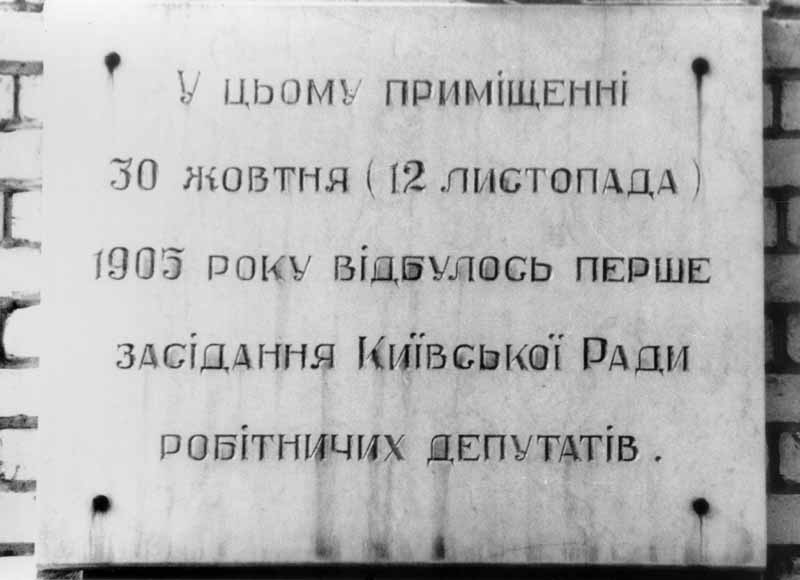 У цьому приміщенні
30 жовтня (12 листопада)
1905 року відбулось перше
засідання Київської Ради
робітничих депутатів.